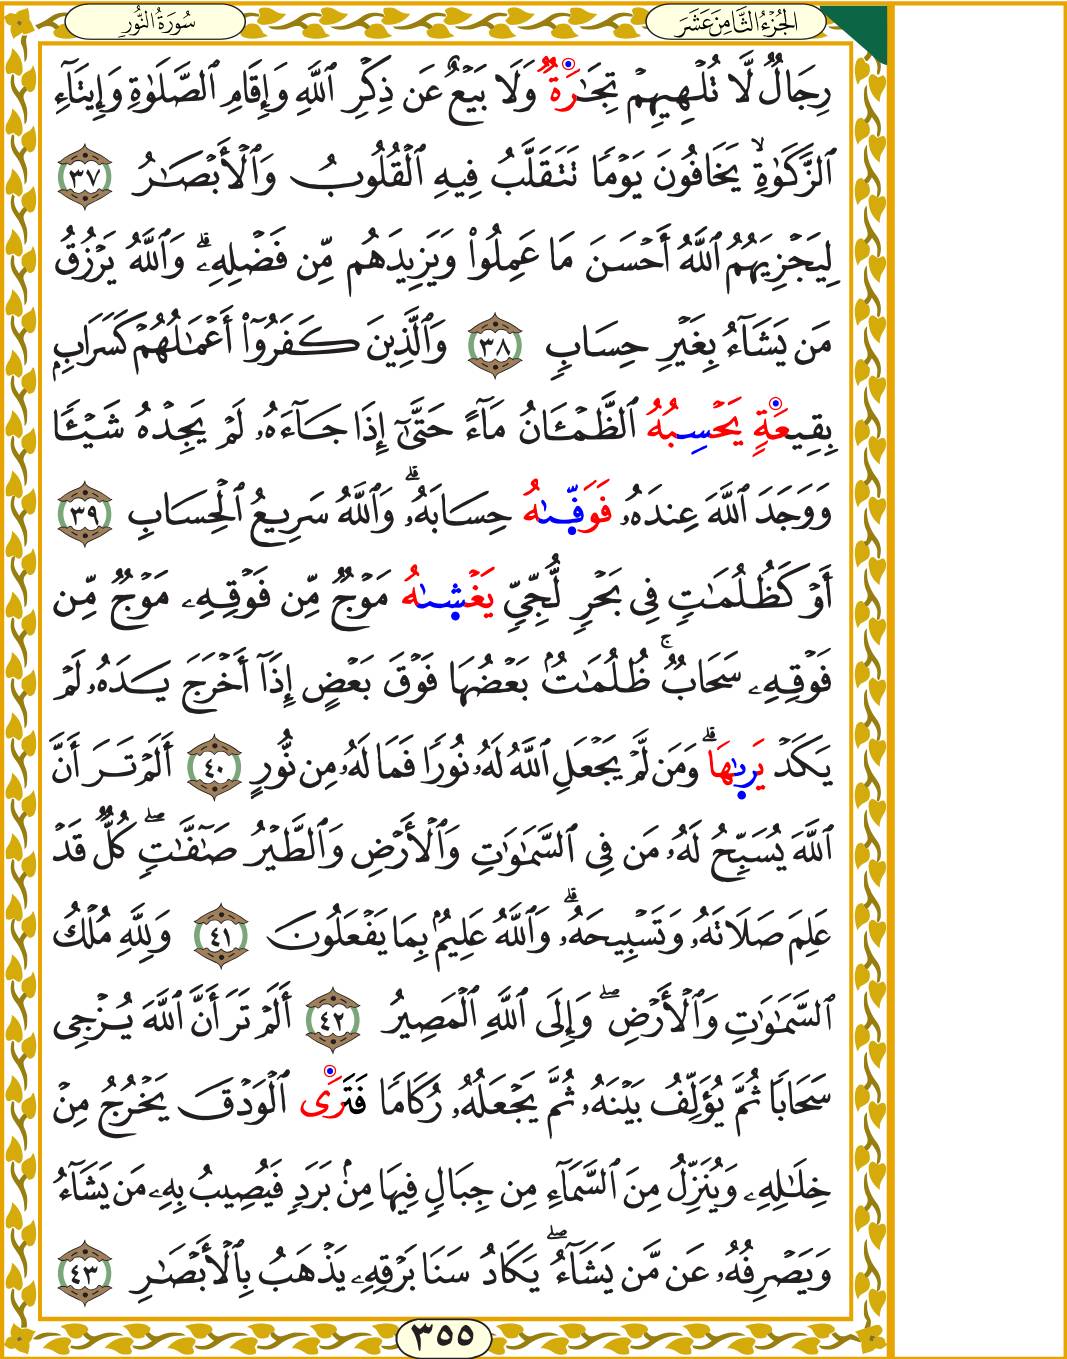 الجُزْءُ الثَّامِنَ عَشَرَ
سُورَةُ النُّورِ
رِجَالٌ لَّا تُلْهِيهِمْ تِجَـٰرَةٌ وَلَا بَيْعٌ عَن ذِكْرِ ٱللَّهِ وَإِقَامِ ٱلصَّلَوٰةِ وَإِيتَآءِ
ٱلزَّكَوٰةِ ۙ يَخَافُونَ يَوْمًا تَتَقَلَّبُ فِيهِ ٱلْقُلُوبُ وَٱلْأَبْصَـٰرُ ٣٧
لِيَجْزِيَهُمُ ٱللَّهُ أَحْسَنَ مَا عَمِلُوا۟ وَيَزِيدَهُم مِّن فَضْلِهِۦ ۗ وَٱللَّهُ يَرْزُقُ
مَن يَشَآءُ بِغَيْرِ حِسَابٍ ٣٨ وَٱلَّذِينَ كَفَرُوٓا۟ أَعْمَـٰلُهُمْ كَسَرَابٍۭ
بِقِيعَةٍ يَحْسِبُهُ ٱلظَّمْـَٔانُ مَآءً حَتَّىٰٓ إِذَا جَآءَهُۥ لَمْ يَجِدْهُ شَيْـًٔا
وَوَجَدَ ٱللَّهَ عِندَهُۥ فَوَفَّىٰهُ حِسَابَهُۥ ۗ وَٱللَّهُ سَرِيعُ ٱلْحِسَابِ ٣٩
أَوْ كَظُلُمَـٰتٍ فِى بَحْرٍ لُّجِّىٍّ يَغْشَىٰهُ مَوْجٌ مِّن فَوْقِهِۦ مَوْجٌ مِّن
فَوْقِهِۦ سَحَابٌ ۚ ظُلُمَـٰتٌۢ بَعْضُهَا فَوْقَ بَعْضٍ إِذَآ أَخْرَجَ يَدَهُۥ لَمْ
يَكَدْ يَرَىٰهَا ۗ وَمَن لَّمْ يَجْعَلِ ٱللَّهُ لَهُۥ نُورًا فَمَا لَهُۥ مِن نُّورٍ ٤٠ أَلَمْ تَرَ أَنَّ
ٱللَّهَ يُسَبِّحُ لَهُۥ مَن فِى ٱلسَّمَـٰوَٰتِ وَٱلْأَرْضِ وَٱلطَّيْرُ صَـٰٓفَّـٰتٍ ۖ كُلٌّ قَدْ
عَلِمَ صَلَاتَهُۥ وَتَسْبِيحَهُۥ ۗ وَٱللَّهُ عَلِيمٌۢ بِمَا يَفْعَلُونَ ٤١ وَلِلَّهِ مُلْكُ
ٱلسَّمَـٰوَٰتِ وَٱلْأَرْضِ ۖ وَإِلَى ٱللَّهِ ٱلْمَصِيرُ ٤٢ أَلَمْ تَرَ أَنَّ ٱللَّهَ يُزْجِى
سَحَابًا ثُمَّ يُؤَلِّفُ بَيْنَهُۥ ثُمَّ يَجْعَلُهُۥ رُكَامًا فَتَرَى ٱلْوَدْقَ يَخْرُجُ مِنْ
خِلَـٰلِهِۦ وَيُنَزِّلُ مِنَ ٱلسَّمَآءِ مِن جِبَالٍ فِيهَا مِنۢ بَرَدٍ فَيُصِيبُ بِهِۦ مَن يَشَآءُ
وَيَصْرِفُهُۥ عَن مَّن يَشَآءُ ۖ يَكَادُ سَنَا بَرْقِهِۦ يَذْهَبُ بِٱلْأَبْصَـٰرِ ٤٣
٣٥٥